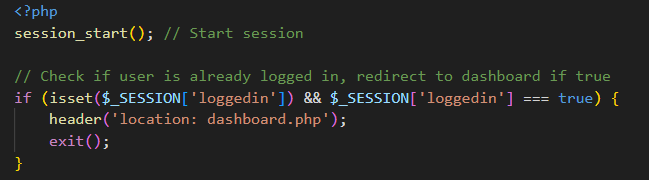 <?php
session_start(); // Start session
// Check if user is already logged in, redirect to dashboard if true
if (isset($_SESSION['loggedin']) && $_SESSION['loggedin'] === true) {
    header('location: dashboard.php');
    exit();
}